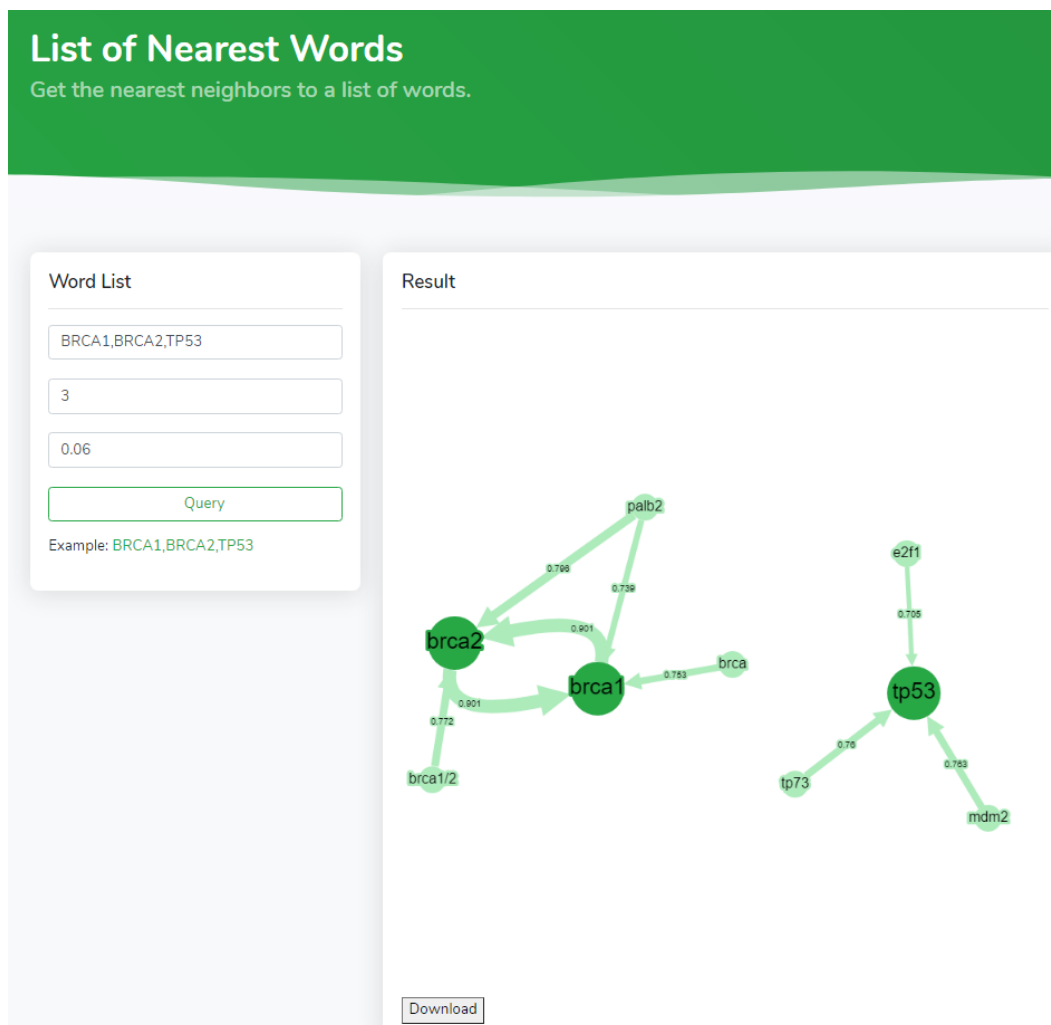 List of Nearest Words
Get the nearest neighbors to a list of words.
Word List
BRCA1,BRCA2,TP53
3
0.06
Query
Example: BRCA1,BRCA2,TP53
Result
palb2
e2f1
0.796
0.739
0.705
brca2
0.901
brca
0.753
brca1
tp53
0.901
0.772
0.76
0.763
brca1/2
tp73
mdm2
Download